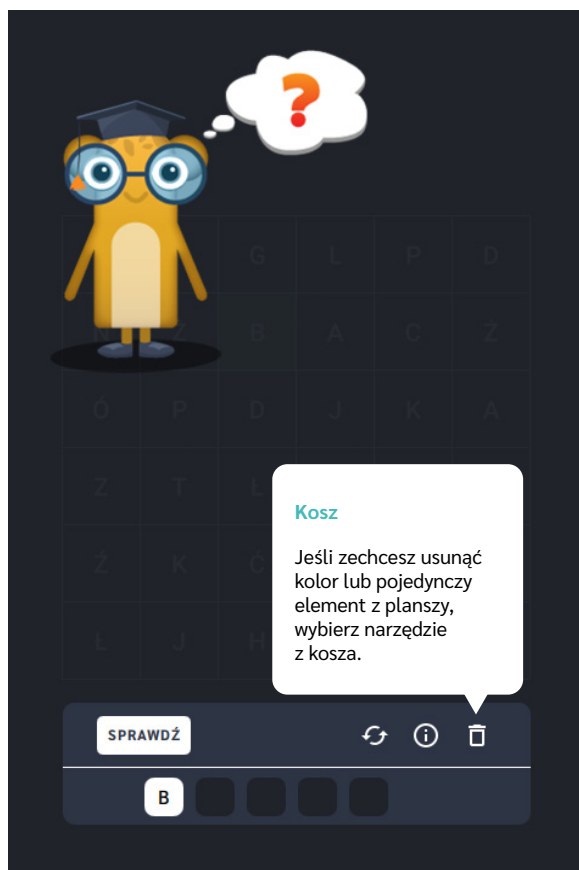 ?
G L P D
N Z B A C Ż
Ó P D J K A
Z T L
Ź K Ć
Ł J H
Kosz
Jeśli zechcesz usunąć
kolor lub pojedynczy
element z planszy,
wybierz narzędzie
z kosza.
SPRAWDŹ
B